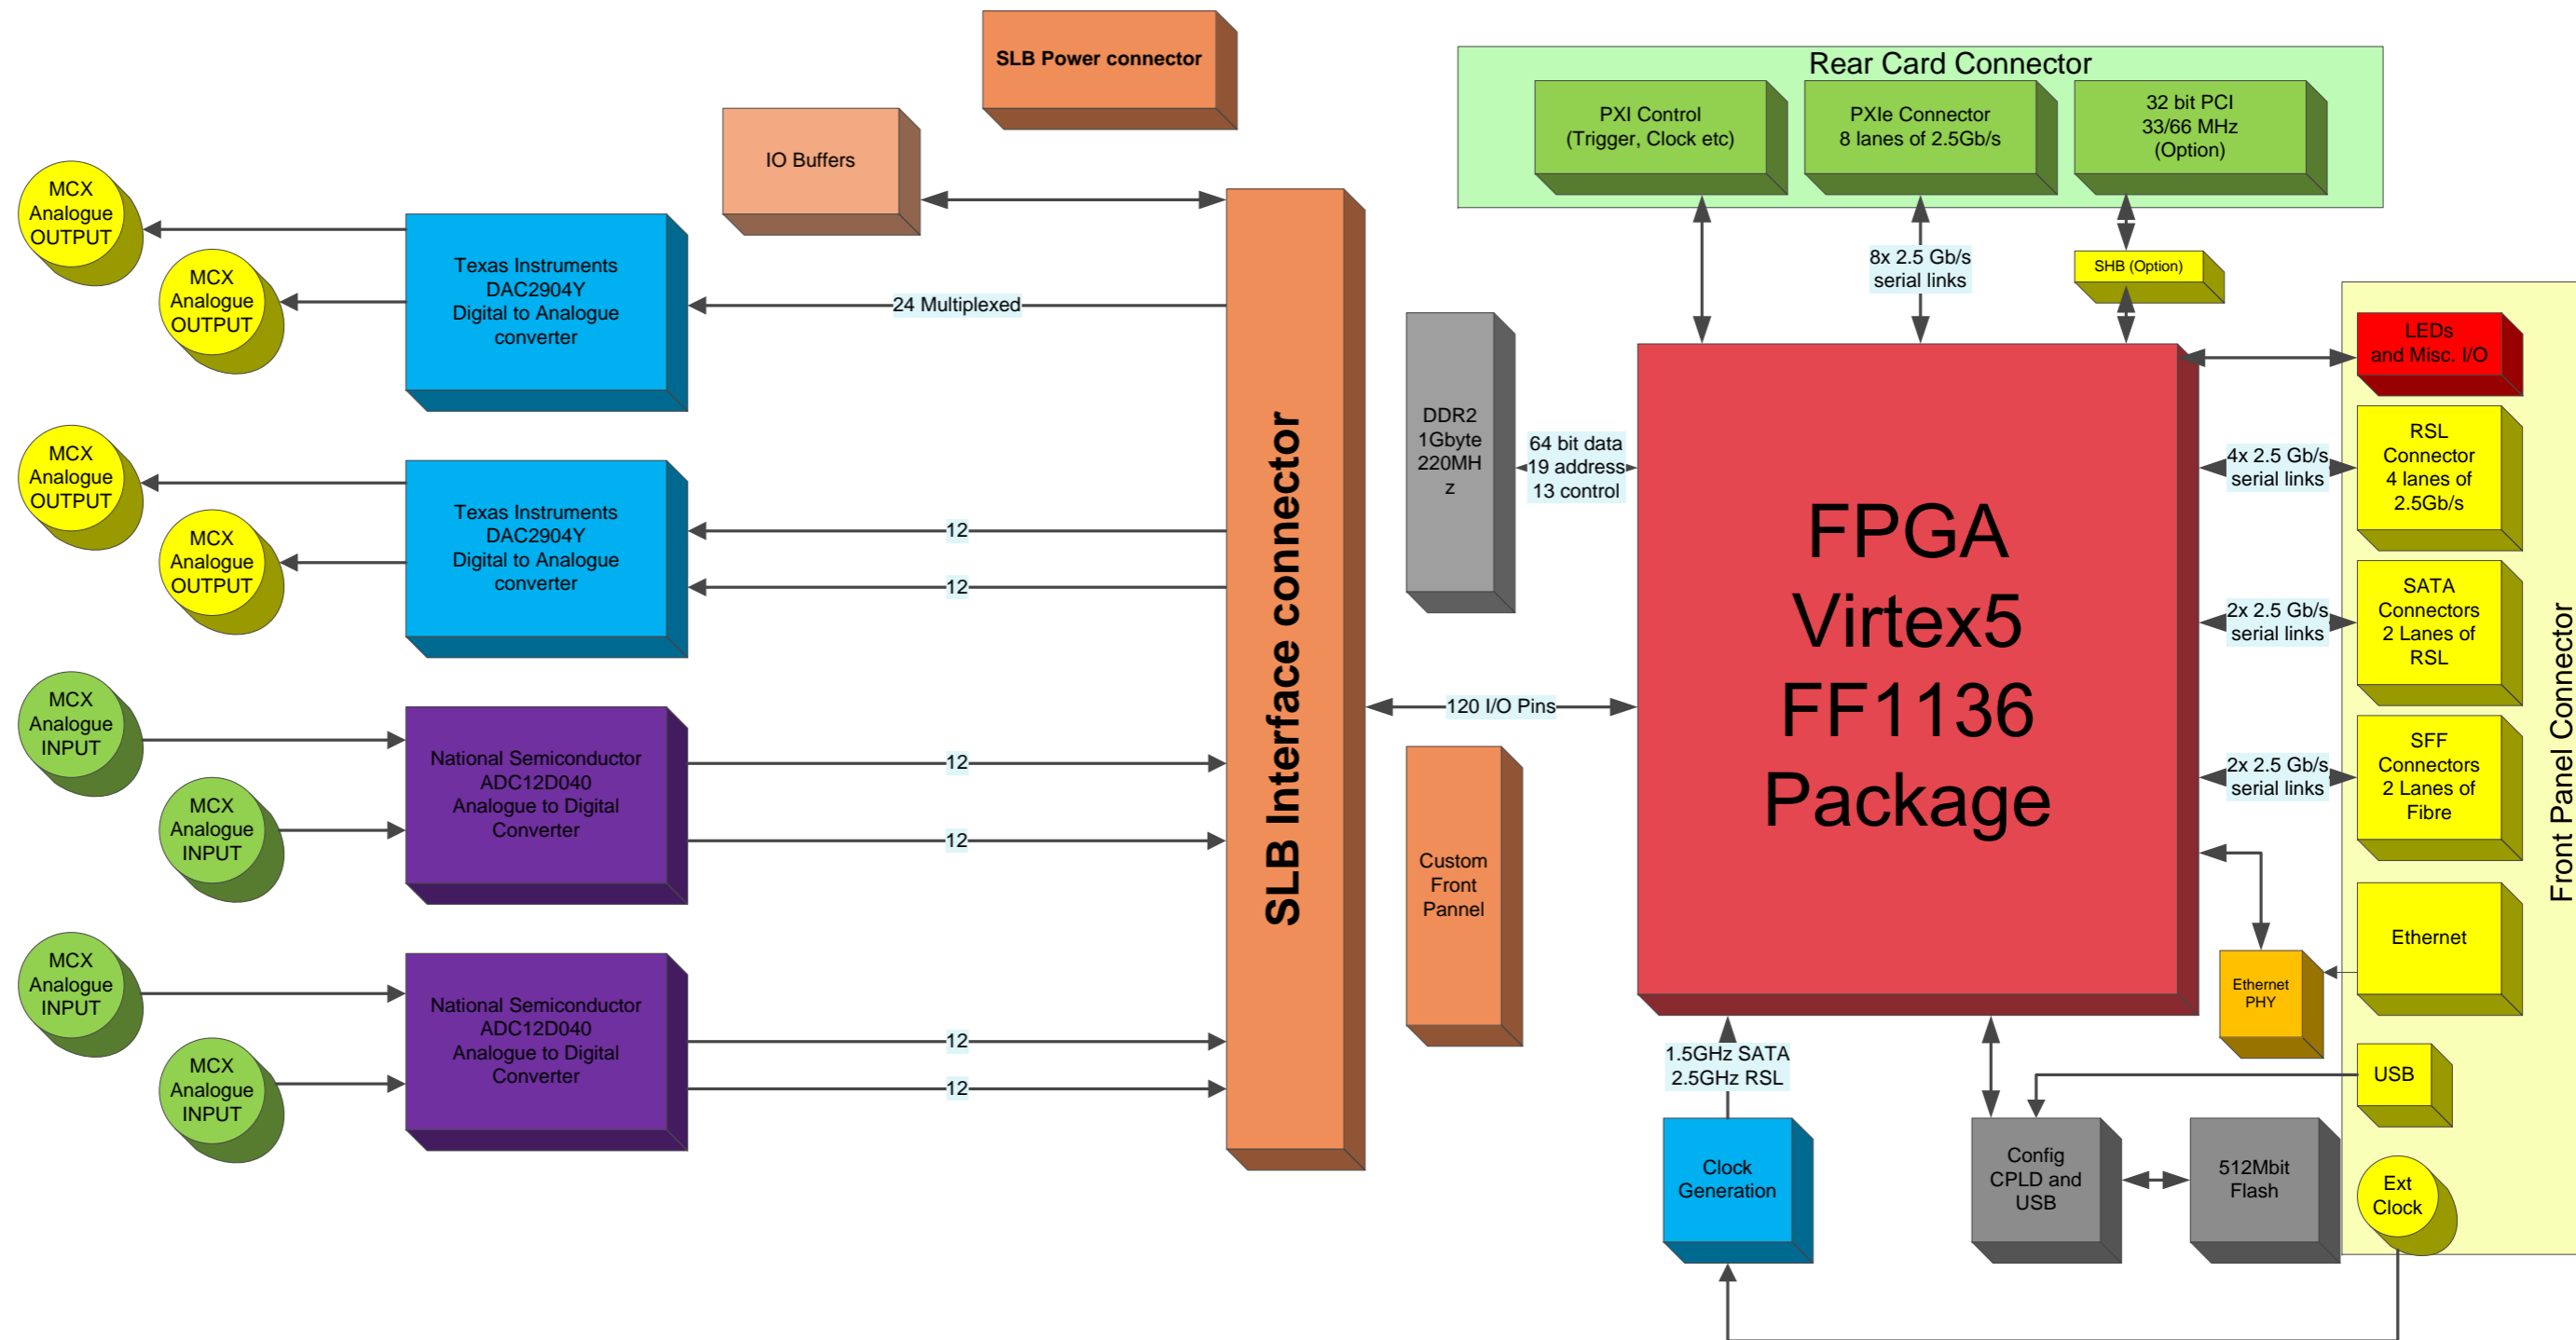 SLB Power connector
IO Buffers
Rear Card Connector
PXI Control
(Trigger, Clock etc)
PXIe Connector
8 lanes of 2.5Gb/s
32 bit PCI
33/66 MHz
(Option)
8x 2.5 Gb/s
serial links
SHB (Option)
MCX
Analogue
OUTPUT
MCX
Analogue
OUTPUT
Texas Instruments
DAC2904Y
Digital to Analogue
converter
24 Multiplexed
MCX
Analogue
OUTPUT
MCX
Analogue
OUTPUT
Texas Instruments
DAC2904Y
Digital to Analogue
converter
12
12
MCX
Analogue
INPUT
MCX
Analogue
INPUT
National Semiconductor
ADC12D040
Analogue to Digital
Converter
12
12
MCX
Analogue
INPUT
MCX
Analogue
INPUT
National Semiconductor
ADC12D040
Analogue to Digital
Converter
12
12
SLB Interface connector
DDR2
1Gbyte
220MH
z
64 bit data
19 address
13 control
120 I/O Pins
Custom
Front
Pannel
FPGA
Virtex5
FF1136
Package
Front Panel Connector
LEDs
and Misc. I/O
4x 2.5 Gb/s
serial links
RSL
Connector
4 lanes of
2.5Gb/s
2x 2.5 Gb/s
serial links
SATA
Connectors
2 Lanes of
RSL
2x 2.5 Gb/s
serial links
SFF
Connectors
2 Lanes of
Fibre
Ethernet
Ethernet
PHY
USB
1.5GHz SATA
2.5GHz RSL
Clock
Generation
Config
CPLD and
USB
512Mbit
Flash
Ext
Clock